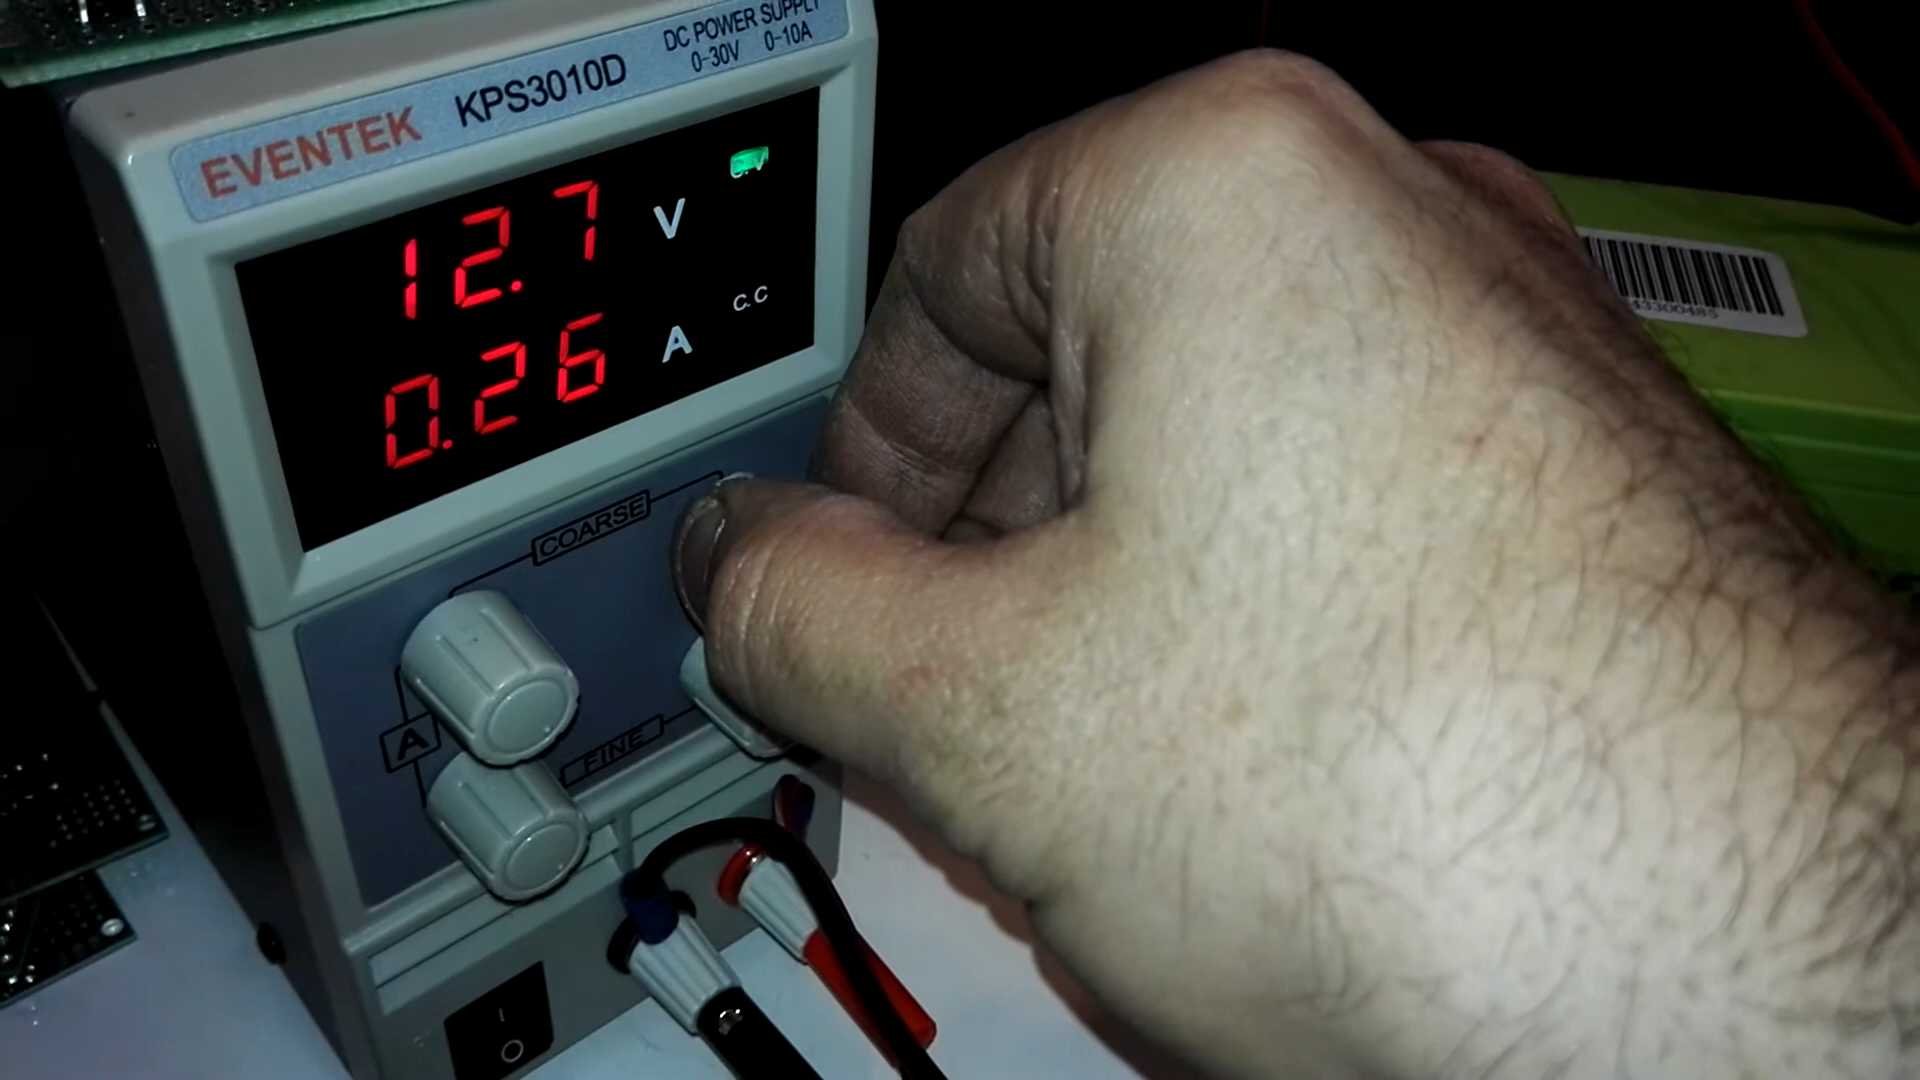 EVENTEK KPS3010D
DC POWER SUPPLY
0-30V 0-10A
12.7 V
C.V
0.26 A
C.C
COARSE
A
FINE